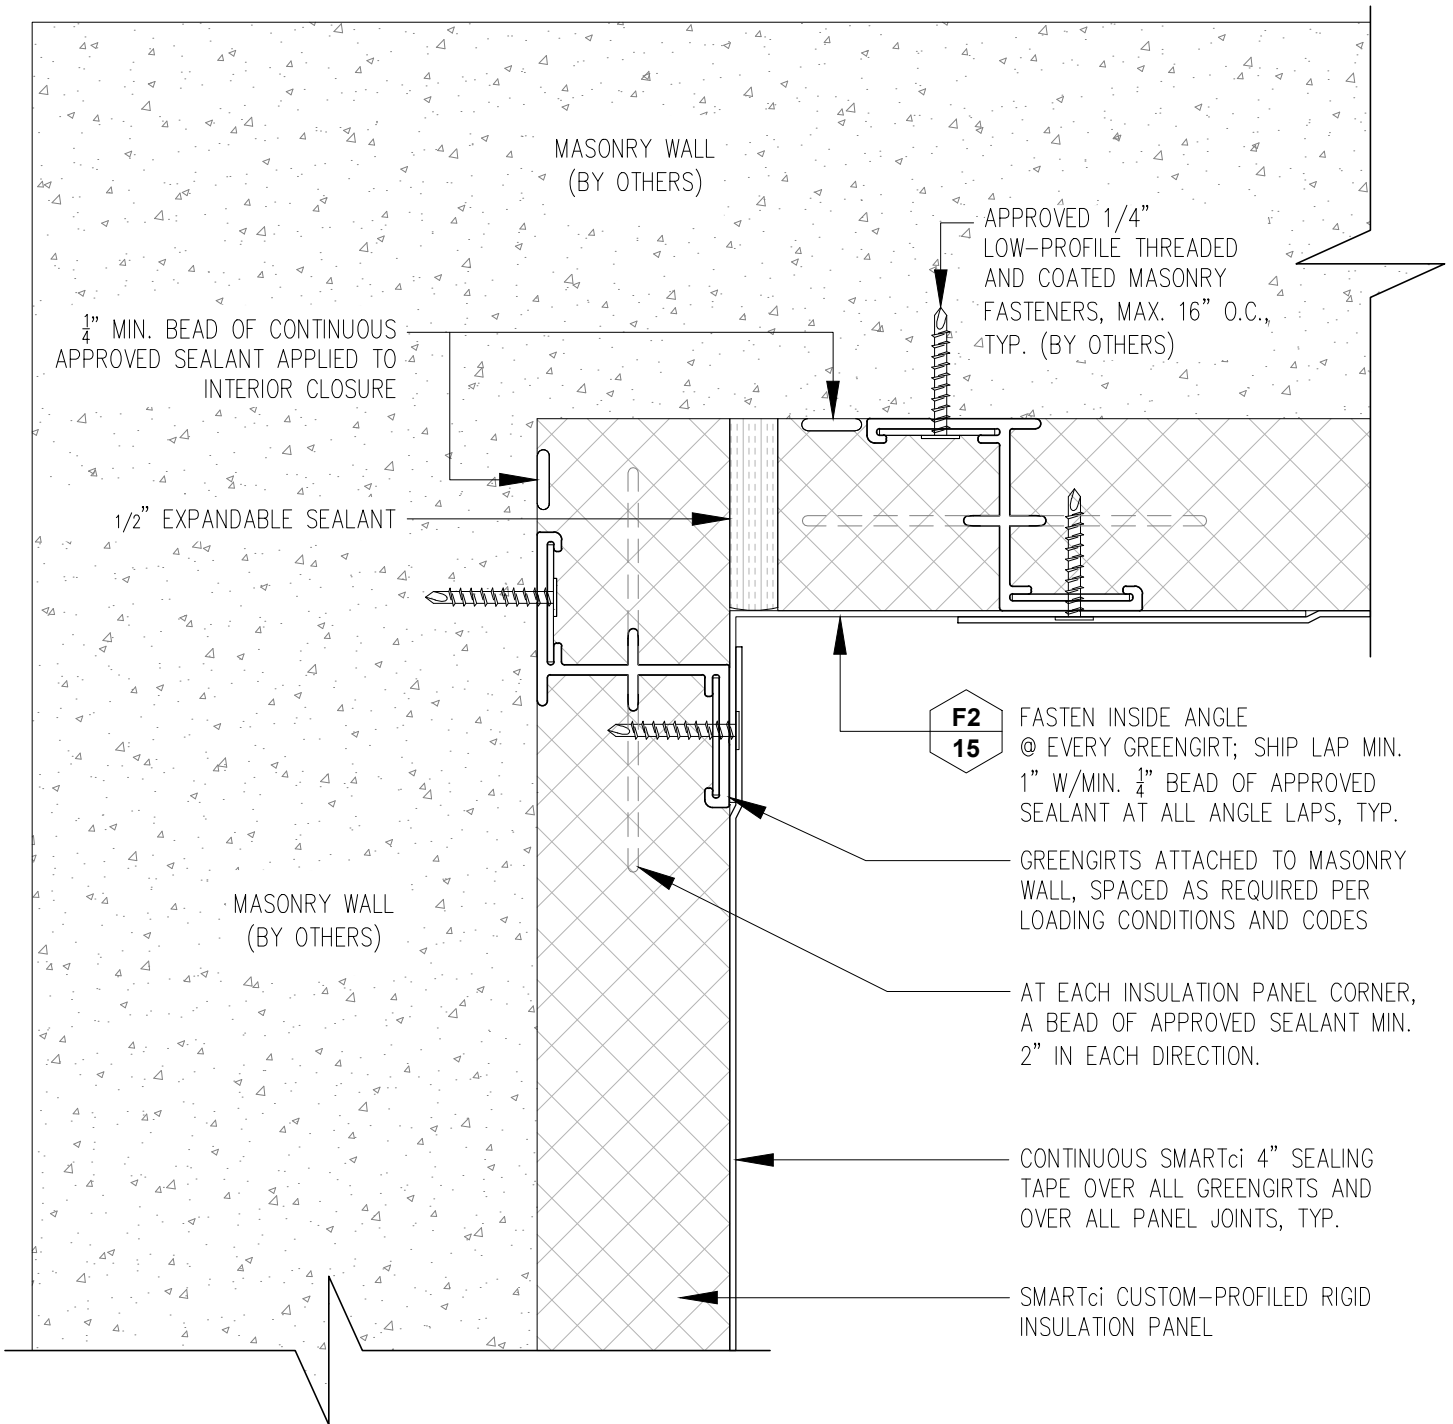 MASONRY WALL
(BY OTHERS)
APPROVED 1/4"
LOW-PROFILE THREADED
AND COATED MASONRY
FASTENERS, MAX. 16" O.C.,
TYP. (BY OTHERS)
1/4" MIN. BEAD OF CONTINUOUS
APPROVED SEALANT APPLIED TO
INTERIOR CLOSURE
1/2" EXPANDABLE SEALANT
F2
15
FASTEN INSIDE ANGLE
@ EVERY GREENGIRT; SHIP LAP MIN.
1" W/MIN. 1/4" BEAD OF APPROVED
SEALANT AT ALL ANGLE LAPS, TYP.
GREENGIRTS ATTACHED TO MASONRY
WALL, SPACED AS REQUIRED PER
LOADING CONDITIONS AND CODES
MASONRY WALL
(BY OTHERS)
AT EACH INSULATION PANEL CORNER,
A BEAD OF APPROVED SEALANT MIN.
2" IN EACH DIRECTION.
CONTINUOUS SMARTci 4" SEALING
TAPE OVER ALL GREENGIRTS AND
OVER ALL PANEL JOINTS, TYP.
SMARTci CUSTOM-PROFILED RIGID
INSULATION PANEL